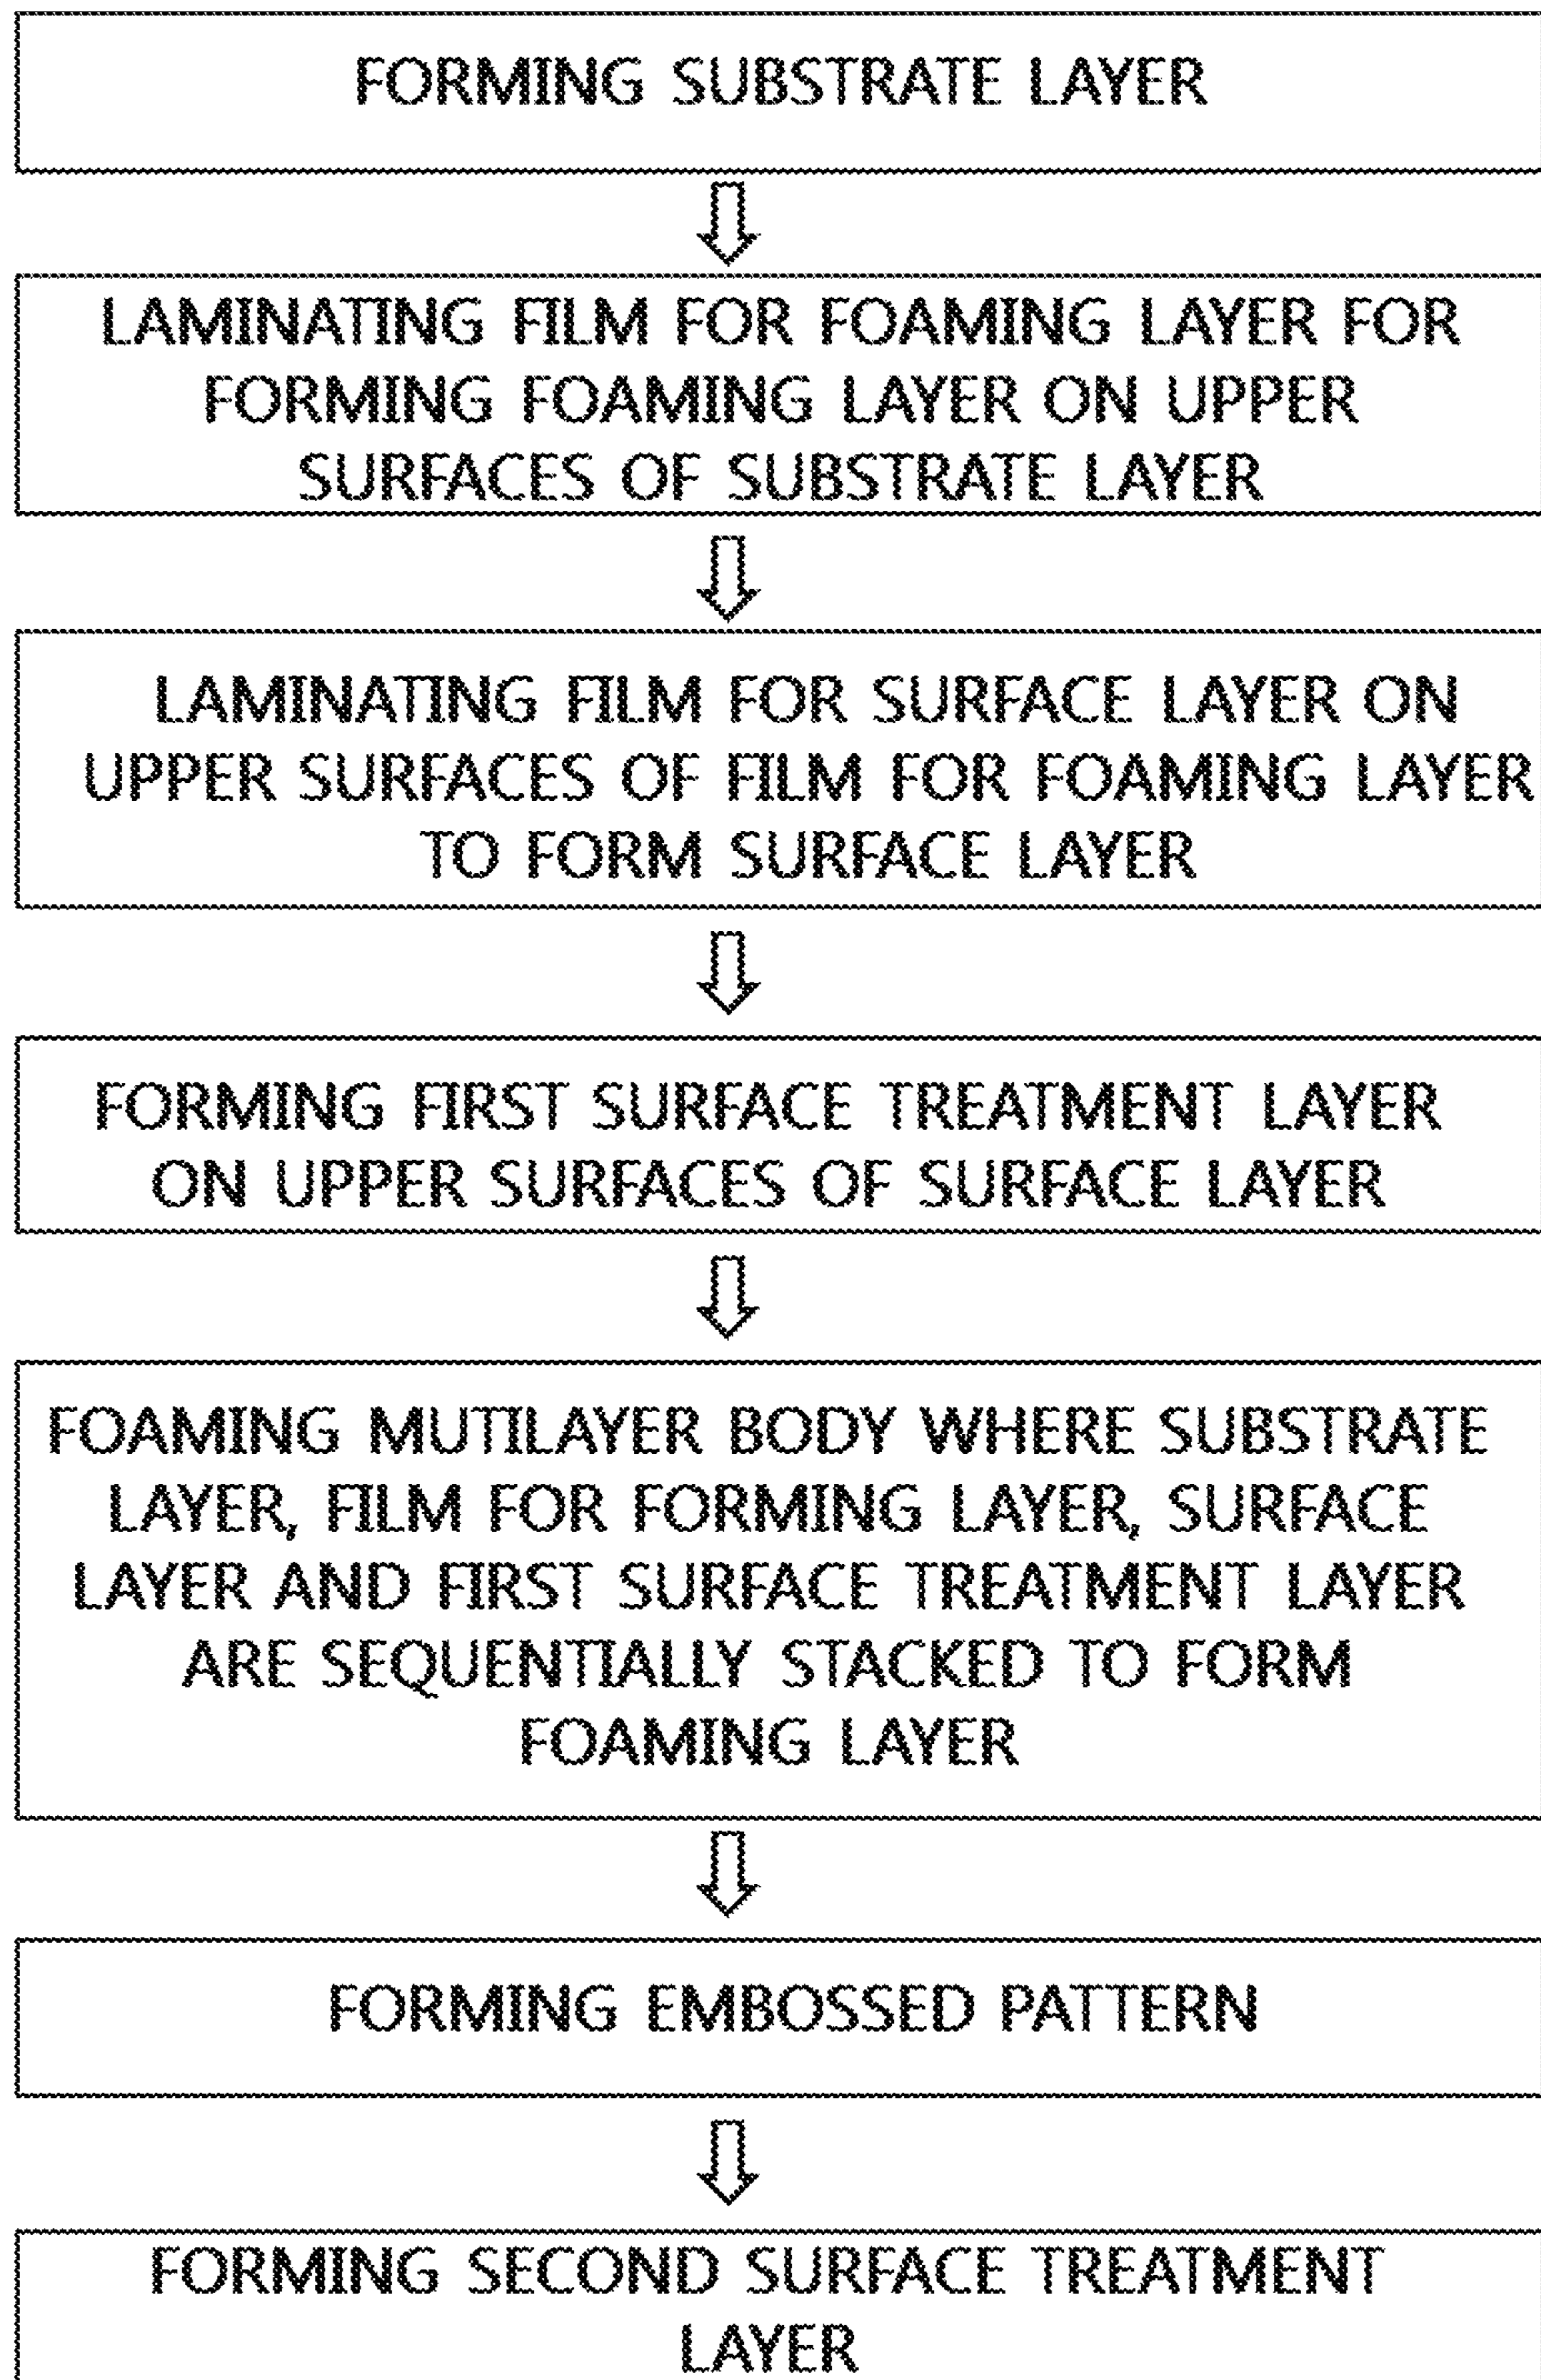 FORMING SUBSTRATE LAYER
LAMINATING FILM FOR FOAMING LAYER FOR
FORMING FOAMING LAYER ON UPPER
SURFACES OF SUBSTRATE LAYER
LAMINATING FILM FOR SURFACE LAYER ON
UPPER SURFACES OF FILM FOR FOAMING LAYER
TO FORM SURFACE LAYER
FORMING FIRST SURFACE TREATMENT LAYER
ON UPPER SURFACES OF SURFACE LAYER
FOAMING MUTILAYER BODY WHERE SUBSTRATE
LAYER, FILM FOR FORMING LAYER, SURFACE
LAYER AND FIRST SURFACE TREATMENT LAYER
ARE SEQUENTIALLY STACKED TO FORM
FOAMING LAYER
FORMING EMBOSSED PATTERN
FORMING SECOND SURFACE TREATMENT
LAYER